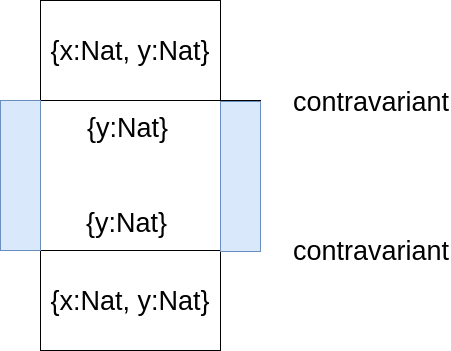 {x:Nat, y:Nat}
contravariant
{y:Nat}
{y:Nat}
contravariant
{x:Nat, y:Nat}